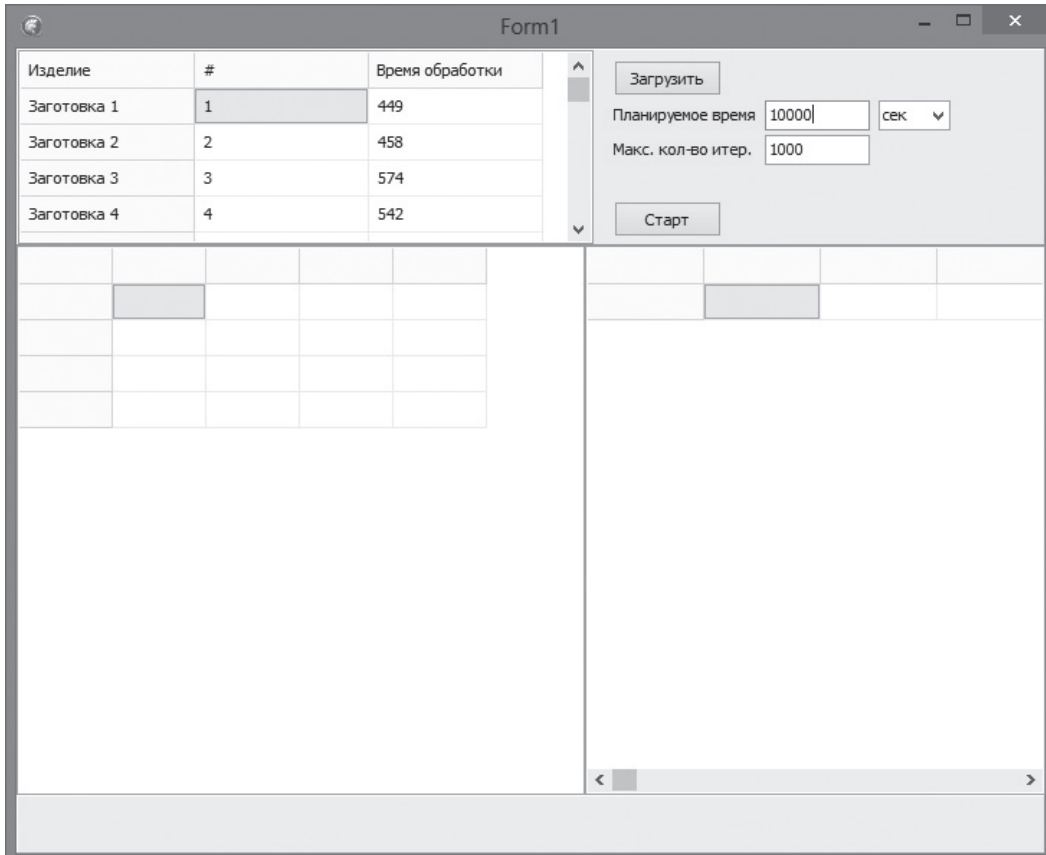 Form1
Изделие # Время обработки
Заготовка 1 1 449
Заготовка 2 2 458
Заготовка 3 3 574
Заготовка 4 4 542
Загрузить
Планируемое время 10000 сек
Макс. кол-во итер. 1000
Старт